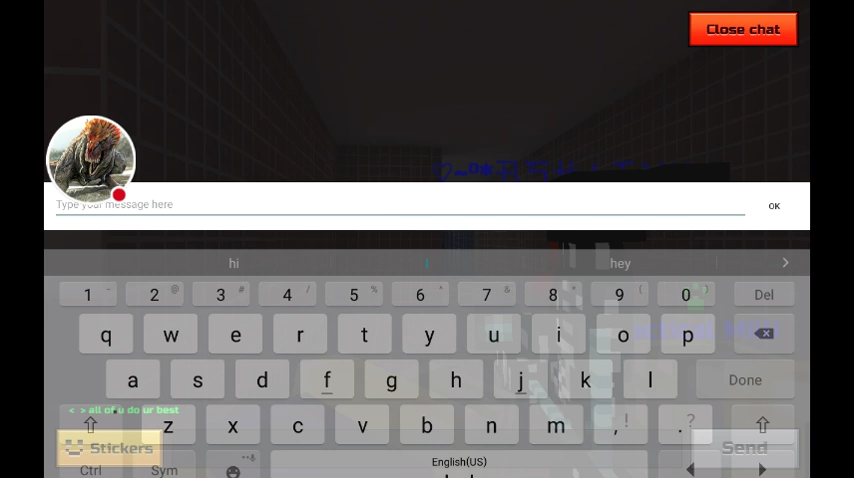 Close chat
Type your message here
OK
hi I hey
1 - 2 @ 3 # 4 / 5 % 6 ^ 7 & 8 * 9 ( 0 ) Del
q w e r t y u i o p
a s d f g h j k l Done
< > all of u do ur best
z x c v b n m , ! . ?
Stickers Send
Ctrl Sym English(US)